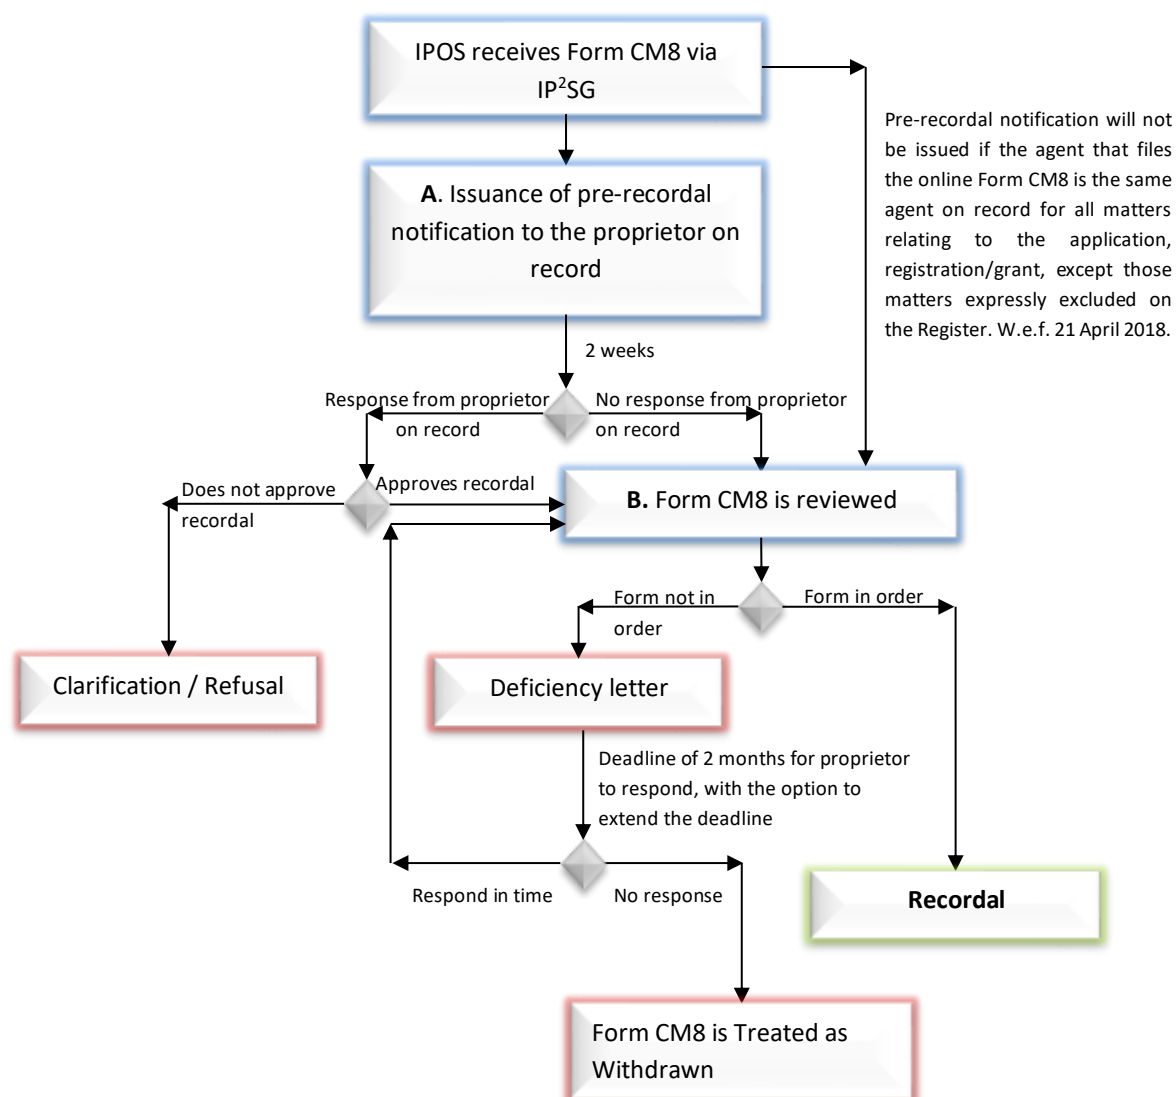 IPOS receives Form CM8 via
IP²SG
Pre-recordal notification will not
be issued if the agent that files
the online Form CM8 is the same
agent on record for all matters
relating to the application,
registration/grant, except those
matters expressly excluded on
the Register. W.e.f. 21 April 2018.
A. Issuance of pre-recordal
notification to the proprietor on
record
2 weeks
Response from proprietor
on record
No response from proprietor
on record
Does not approve
recordal
Approves recordal
B. Form CM8 is reviewed
Form not in
order
Form in order
Clarification / Refusal
Deficiency letter
Deadline of 2 months for proprietor
to respond, with the option to
extend the deadline
Respond in time
No response
Recordal
Form CM8 is Treated as
Withdrawn